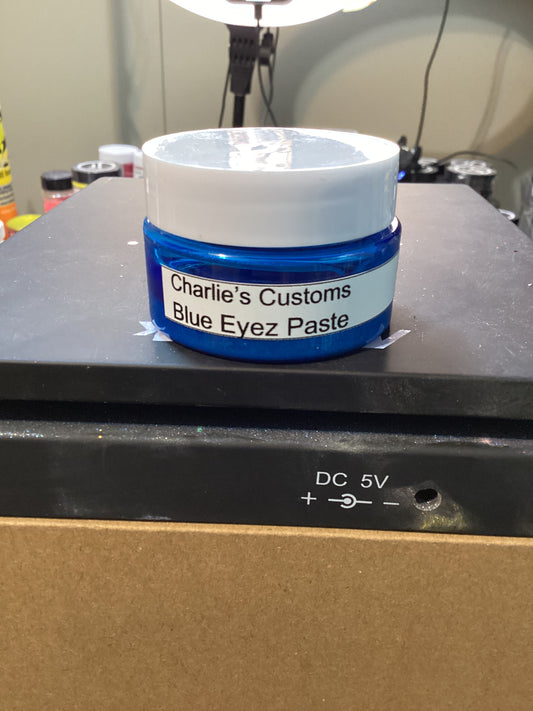 Charlie's Customs
Blue Eyez Paste
DC 5V
+ −